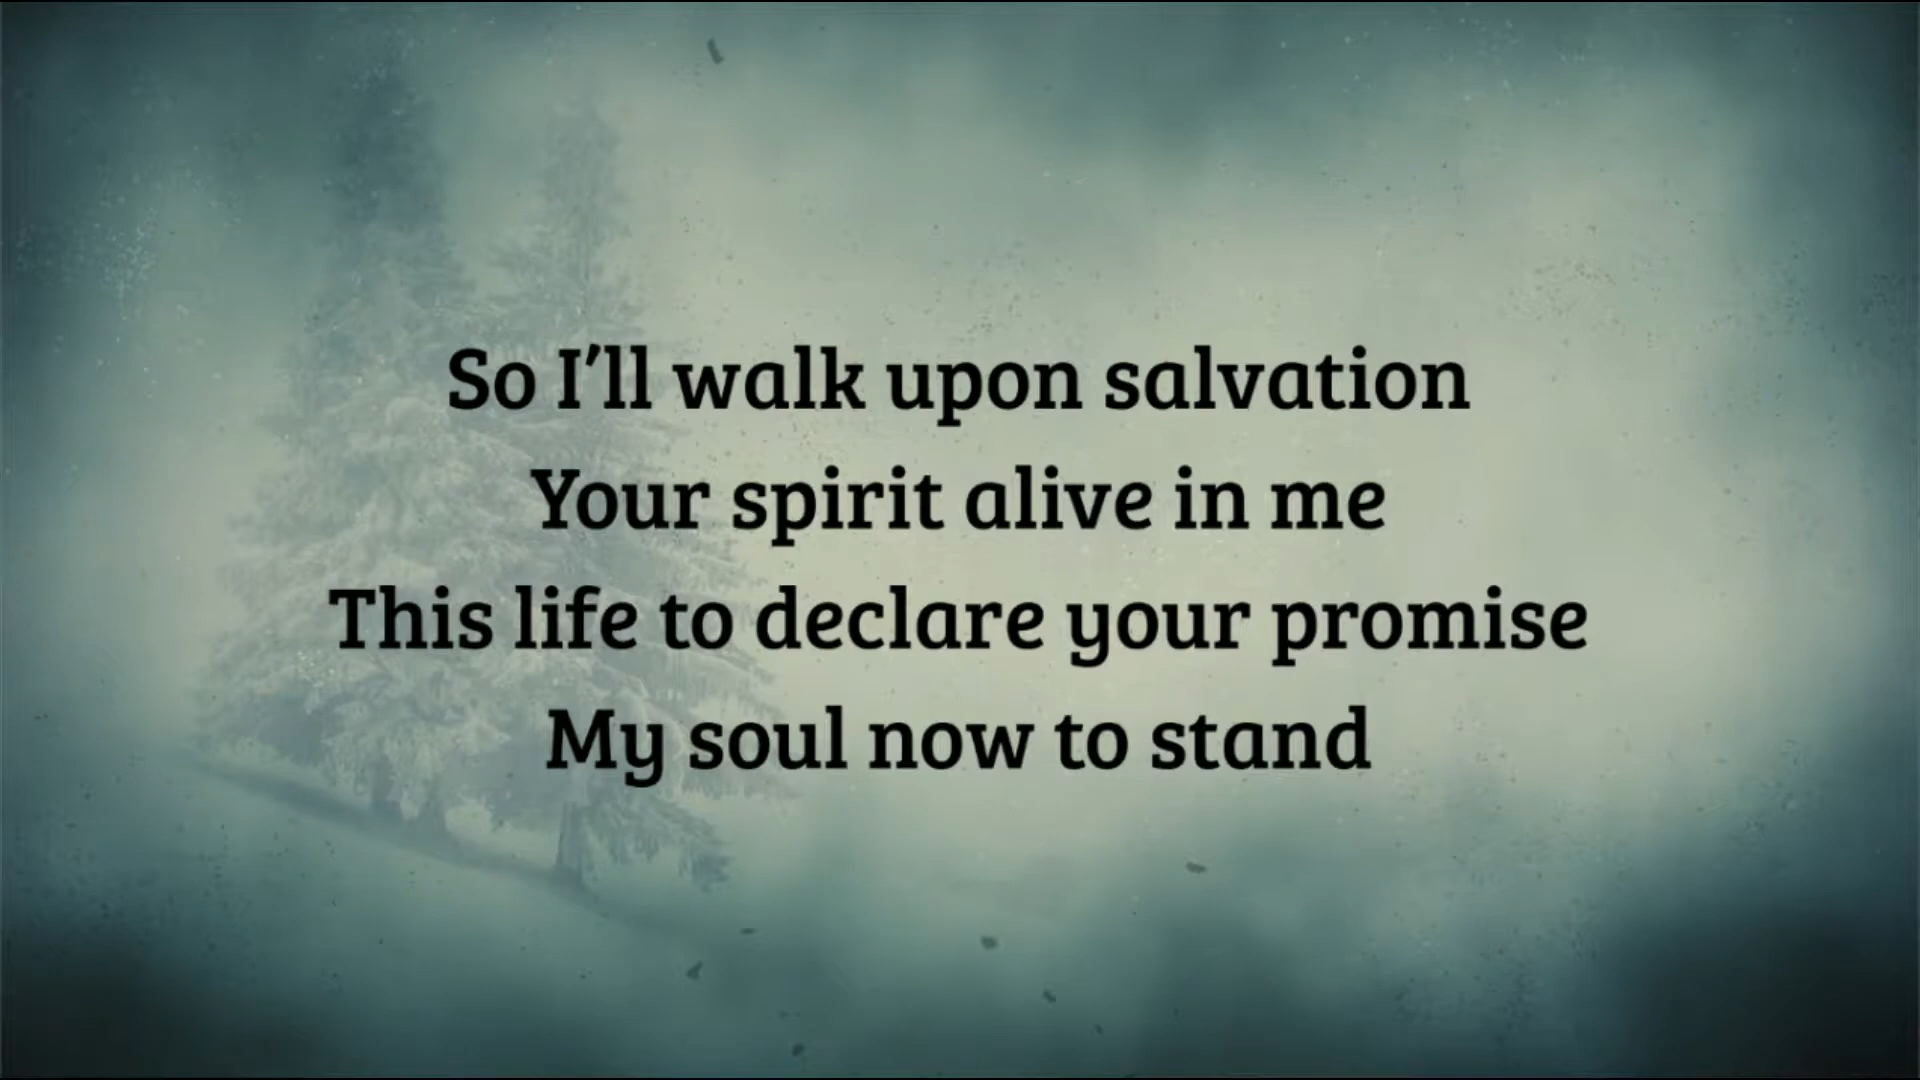 So I'll walk upon salvation
Your spirit alive in me
This life to declare your promise
My soul now to stand